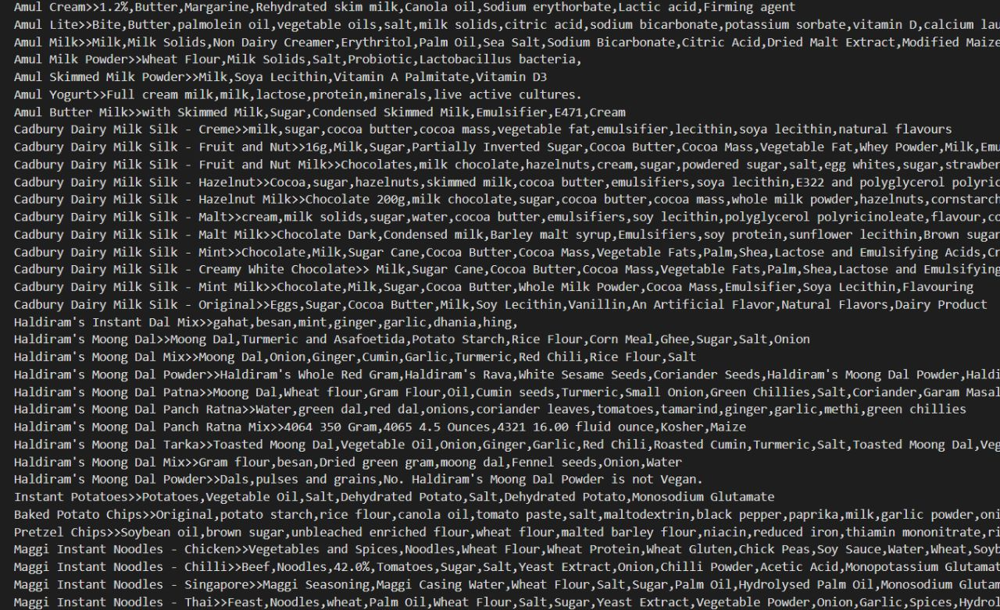 Amul Cream>>1.2%,Butter,Margarine,Rehydrated skim milk,Canola oil,Sodium erythorbate,Lactic acid,Firming agent
Amul Lite>>Bite,Butter,palmolein oil,vegetable oils,salt,milk solids,citric acid,sodium bicarbonate,potassium sorbate,vitamin D,calcium lau
Amul Milk>>Milk,Milk Solids,Non Dairy Creamer,Erythritol,Palm Oil,Sea Salt,Sodium Bicarbonate,Citric Acid,Dried Malt Extract,Modified Maize
Amul Milk Powder>>Wheat Flour,Milk Solids,Salt,Probiotic,Lactobacillus bacteria,
Amul Skimmed Milk Powder>>Milk,Soya Lecithin,Vitamin A Palmitate,Vitamin D3
Amul Yogurt>>Full cream milk,milk,lactose,protein,minerals,live active cultures.
Amul Butter Milk>>with Skimmed Milk,Sugar,Condensed Skimmed Milk,Emulsifier,E471,Cream
Cadbury Dairy Milk Silk - Creme>>milk,sugar,cocoa butter,cocoa mass,vegetable fat,emulsifier,lecithin,soya lecithin,natural flavours
Cadbury Dairy Milk Silk - Fruit and Nut>>16g,Milk,Sugar,Partially Inverted Sugar,Cocoa Butter,Cocoa Mass,Vegetable Fat,Whey Powder,Milk,Emu
Cadbury Dairy Milk Silk - Fruit and Nut Milk>>Chocolates,milk chocolate,hazelnuts,cream,sugar,powdered sugar,salt,egg whites,sugar,strawber
Cadbury Dairy Milk Silk - Hazelnut>>Cocoa,sugar,hazelnuts,skimmed milk,cocoa butter,emulsifiers,soya lecithin,E322 and polyglycerol polyric
Cadbury Dairy Milk Silk - Hazelnut Milk>>Chocolate 200g,milk chocolate,sugar,cocoa butter,cocoa mass,whole milk powder,hazelnuts,cornstarch
Cadbury Dairy Milk Silk - Malt>>cream,milk solids,sugar,water,cocoa butter,emulsifiers,soy lecithin,polyglycerol polyricinoleate,flavour,co
Cadbury Dairy Milk Silk - Malt Milk>>Chocolate Dark,Condensed milk,Barley malt syrup,Emulsifiers,soy protein,sunflower lecithin,Brown sugar
Cadbury Dairy Milk Silk - Mint>>Chocolate,Milk,Sugar Cane,Cocoa Butter,Cocoa Mass,Vegetable Fats,Palm,Shea,Lactose and Emulsifying Acids,Cr
Cadbury Dairy Milk Silk - Creamy White Chocolate>> Milk,Sugar Cane,Cocoa Butter,Cocoa Mass,Vegetable Fats,Palm,Shea,Lactose and Emulsifying
Cadbury Dairy Milk Silk - Mint Milk>>Chocolate,Milk,Sugar,Cocoa Butter,Whole Milk Powder,Cocoa Mass,Emulsifier,Soya Lecithin,Flavouring
Cadbury Dairy Milk Silk - Original>>Eggs,Sugar,Cocoa Butter,Milk,Soy Lecithin,Vanillin,An Artificial Flavor,Natural Flavors,Dairy Product
Haldiram's Instant Dal Mix>>gahat,besan,mint,ginger,garlic,dhania,hing,
Haldiram's Moong Dal>>Moong Dal,Turmeric and Asafoetida,Potato Starch,Rice Flour,Corn Meal,Ghee,Sugar,Salt,Onion
Haldiram's Moong Dal Mix>>Moong Dal,Onion,Ginger,Cumin,Garlic,Turmeric,Red Chili,Rice Flour,Salt
Haldiram's Moong Dal Powder>>Haldiram's Whole Red Gram,Haldiram's Rava,White Sesame Seeds,Coriander Seeds,Haldiram's Moong Dal Powder,Haldi
Haldiram's Moong Dal Patna>>Moong Dal,Wheat flour,Gram Flour,Oil,Cumin seeds,Turmeric,Small Onion,Green Chillies,Salt,Coriander,Garam Masal
Haldiram's Moong Dal Panch Ratna>>Water,green dal,red dal,onions,coriander leaves,tomatoes,tamarind,ginger,garlic,methi,green chillies
Haldiram's Moong Dal Panch Ratna Mix>>4064 350 Gram,4065 4.5 Ounces,4321 16.00 fluid ounce,Kosher,Maize
Haldiram's Moong Dal Tarka>>Toasted Moong Dal,Vegetable Oil,Onion,Ginger,Garlic,Red Chili,Roasted Cumin,Turmeric,Salt,Toasted Moong Dal,Veg
Haldiram's Moong Dal Mix>>Gram flour,besan,Dried green gram,moong dal,Fennel seeds,Onion,Water
Haldiram's Moong Dal Powder>>Dals,pulses and grains,No. Haldiram's Moong Dal Powder is not Vegan.
Instant Potatoes>>Potatoes,Vegetable Oil,Salt,Dehydrated Potato,Salt,Dehydrated Potato,Monosodium Glutamate
Baked Potato Chips>>Original,potato starch,rice flour,canola oil,tomato paste,salt,maltodextrin,black pepper,paprika,milk,garlic powder,oni
Pretzel Chips>>Soybean oil,brown sugar,unbleached enriched flour,wheat flour,malted barley flour,niacin,reduced iron,thiamin mononitrate,ri
Maggi Instant Noodles - Chicken>>Vegetables and Spices,Noodles,Wheat Flour,Wheat Protein,Wheat Gluten,Chick Peas,Soy Sauce,Water,Wheat,Soyb
Maggi Instant Noodles - Chilli>>Beef,Noodles,42.0%,Tomatoes,Sugar,Salt,Yeast Extract,Onion,Chilli Powder,Acetic Acid,Monopotassium Glutamat
Maggi Instant Noodles - Singapore>>Maggi Seasoning,Maggi Casing Water,Wheat Flour,Salt,Sugar,Palm Oil,Hydrolysed Palm Oil,Monosodium Glutam
Maggi Instant Noodles - Thai>>Feast,Noodles,wheat,Palm Oil,Wheat Flour,Salt,Sugar,Yeast Extract,Vegetable Powder,Onion,Garlic,Spices,Hydrol